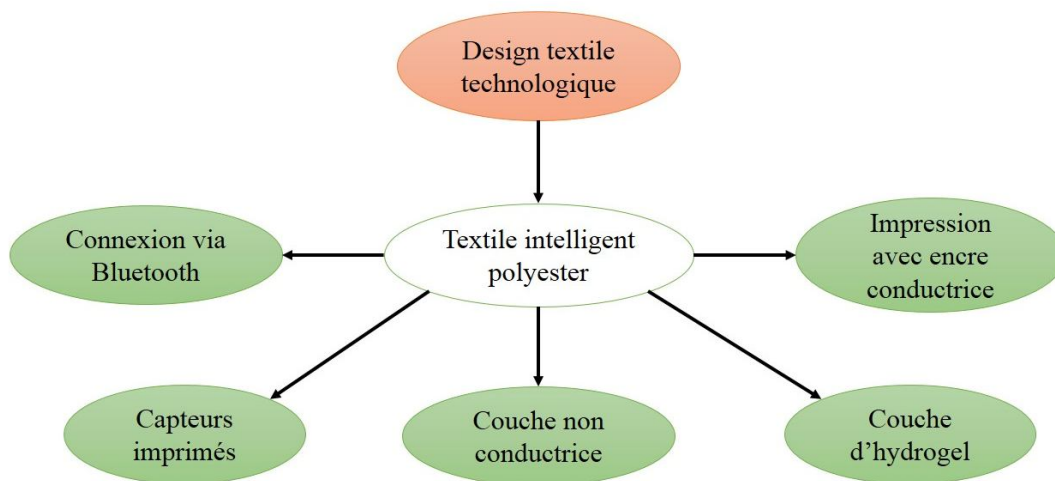 Design textile
technologique
Connexion via
Bluetooth
Textile intelligent
polyester
Impression
avec encre
conductrice
Capteurs
imprimés
Couche non
conductrice
Couche
d’hydrogel